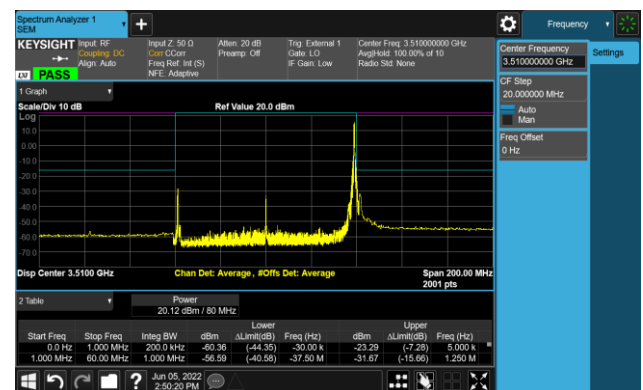 Spectrum Analyzer 1
SEM
Frequency
KEYSIGHT
Input: RF
Coupling: DC
Align: Auto
Input Z: 50 Ω
Corr CCorr
Freq Ref: Int (S)
NFE: Adaptive
Atten: 20 dB
Preamp: Off
Trig: External 1
Gate: LO
IF Gain: Low
Center Freq: 3.510000000 GHz
Avg|Hold: 100.00% of 10
Radio Std: None
LXI
PASS
Center Frequency
3.510000000 GHz
Settings
CF Step
20.000000 MHz
Auto
Man
Freq Offset
0 Hz
1 Graph
Scale/Div 10 dB
Ref Value 20.0 dBm
Log
10.0
0.00
-10.0
-20.0
-30.0
-40.0
-50.0
-60.0
-70.0
Disp Center 3.5100 GHz
Chan Det: Average , #Offs Det: Average
Span 200.00 MHz
2001 pts
2 Table
Power
20.12 dBm / 80 MHz
Lower Upper
Start Freq Stop Freq Integ BW dBm ΔLimit(dB) Freq (Hz) dBm ΔLimit(dB) Freq (Hz)
0.0 Hz 1.000 MHz 200.0 kHz -60.36 (-44.35) -30.00 k -23.29 (-7.28) 5.000 k
1.000 MHz 60.00 MHz 1.000 MHz -56.59 (-40.58) -37.50 M -31.67 (-15.66) 1.250 M
?
Jun 05, 2022
2:50:20 PM